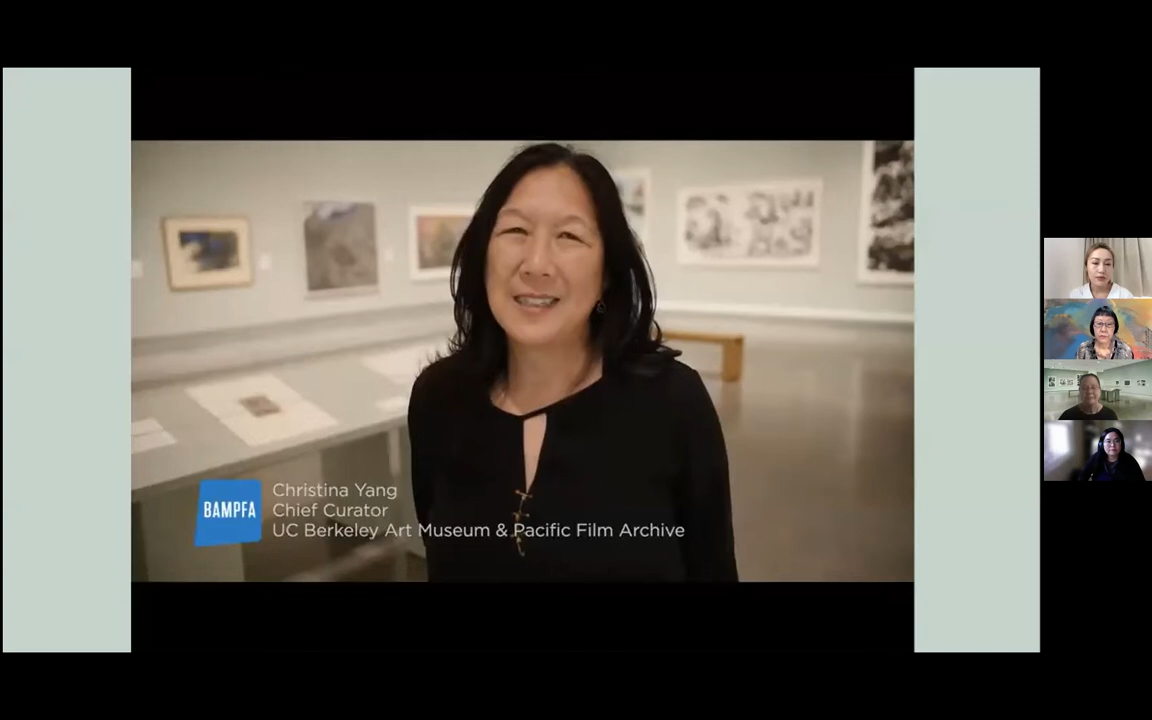 BAMPFA
Christina Yang
Chief Curator
UC Berkeley Art Museum & Pacific Film Archive